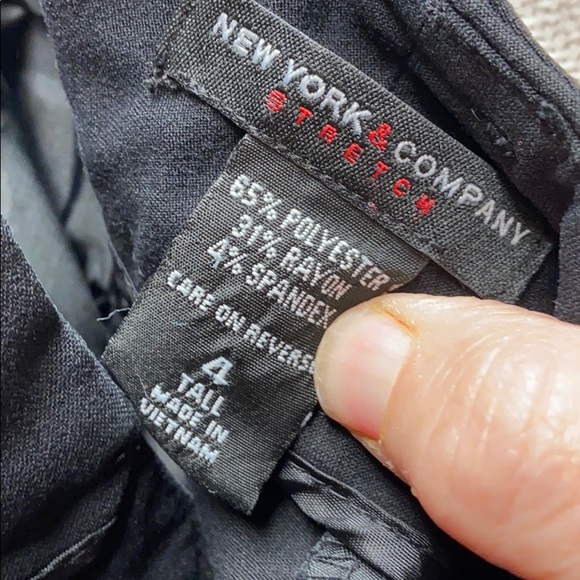 NEW YORK & COMPANY
STRETCH
65% POLYESTER
31% RAYON
4% SPANDEX
CARE ON REVERSE
4
TALL
MADE IN
VIETNAM